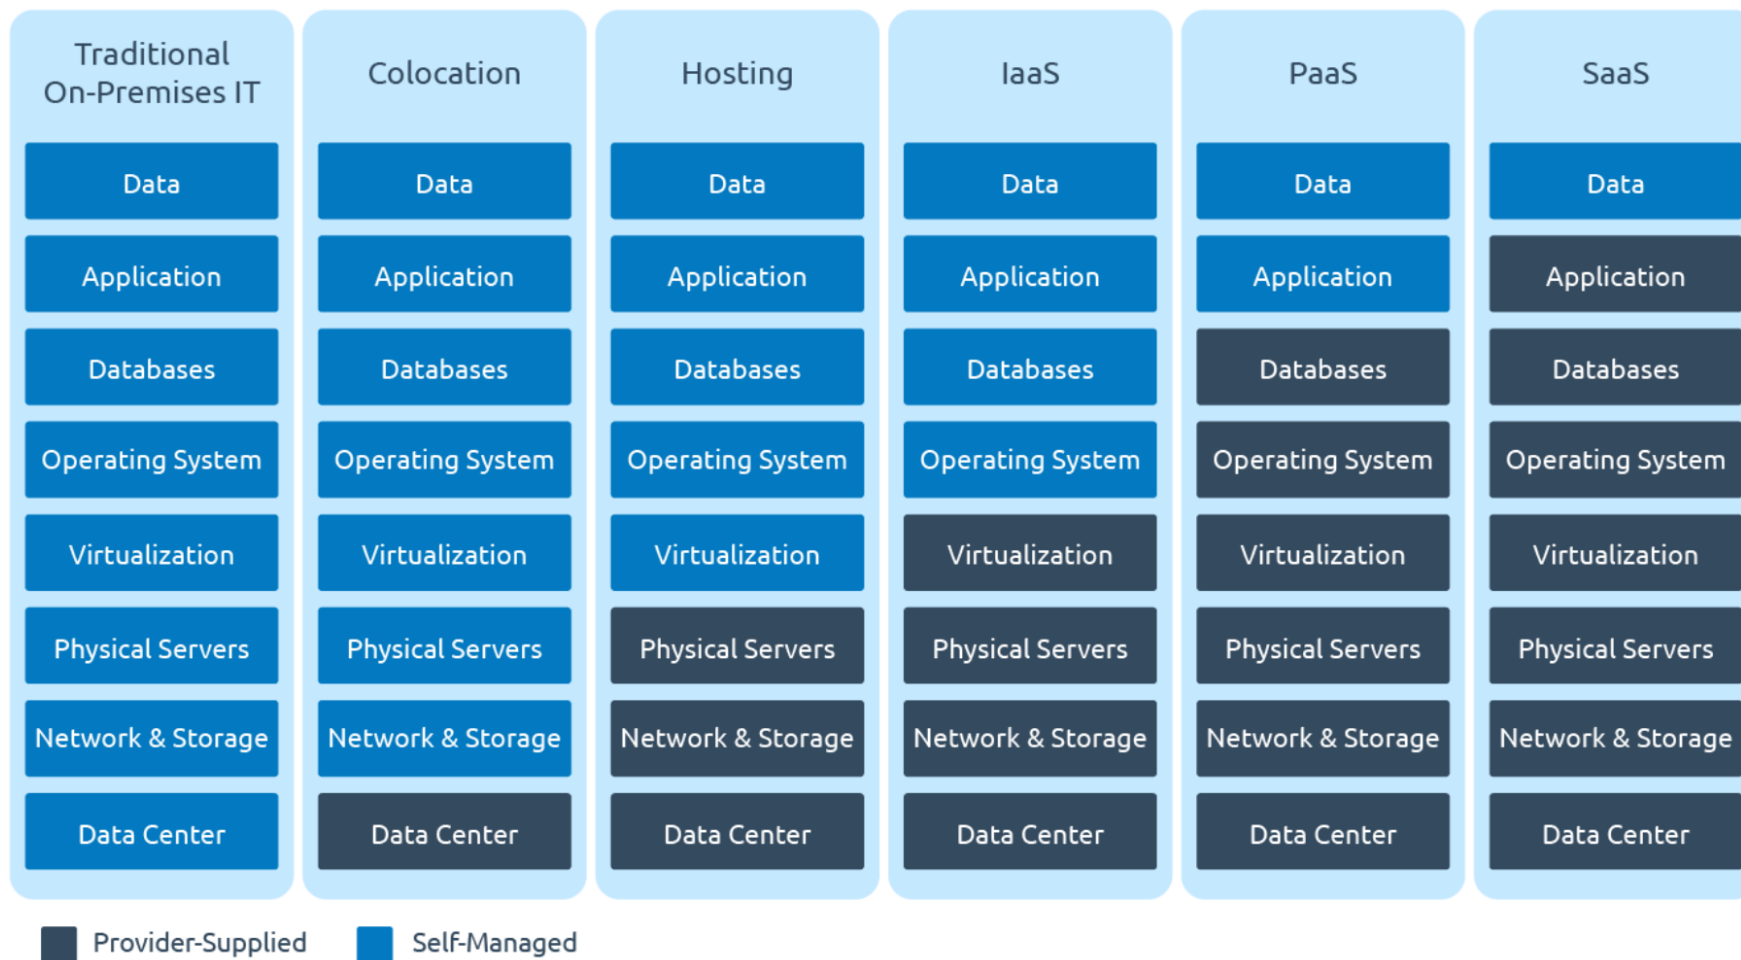 Traditional
On-Premises IT
Colocation
Hosting
IaaS
PaaS
SaaS
Data
Data
Data
Data
Data
Data
Application
Application
Application
Application
Application
Application
Databases
Databases
Databases
Databases
Databases
Databases
Operating System
Operating System
Operating System
Operating System
Operating System
Operating System
Virtualization
Virtualization
Virtualization
Virtualization
Virtualization
Virtualization
Physical Servers
Physical Servers
Physical Servers
Physical Servers
Physical Servers
Physical Servers
Network & Storage
Network & Storage
Network & Storage
Network & Storage
Network & Storage
Network & Storage
Data Center
Data Center
Data Center
Data Center
Data Center
Data Center
Provider-Supplied
Self-Managed